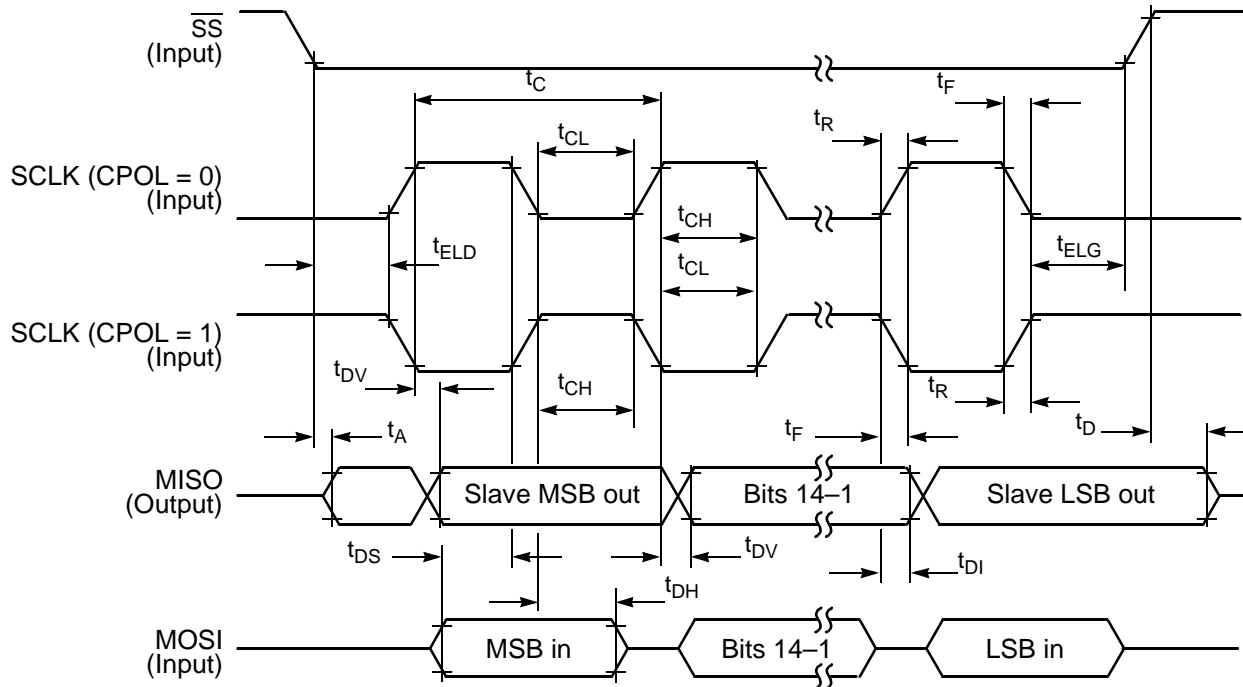 SS
(Input)
tC
tF
tR
tCL
SCLK (CPOL = 0)
(Input)
tCH
tELD
tELG
tCL
SCLK (CPOL = 1)
(Input)
tDV
tCH
tR
tA
tF
tD
MISO
(Output)
Slave MSB out
Bits 14–1
Slave LSB out
tDS
tDV
tDI
tDH
MOSI
(Input)
MSB in
Bits 14–1
LSB in